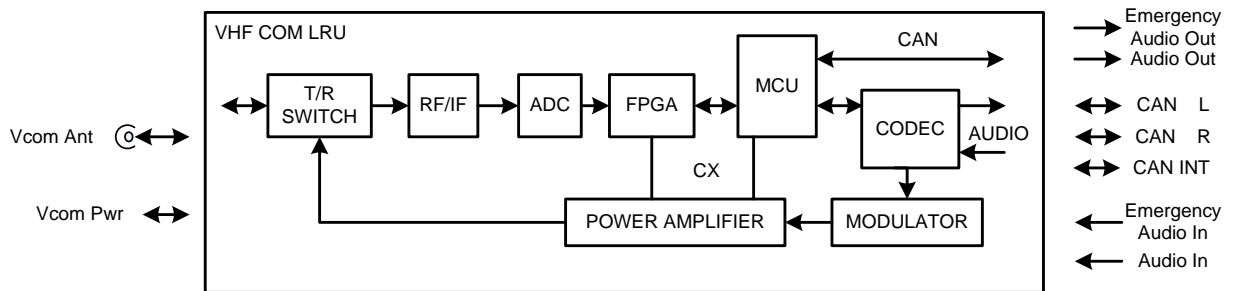 VHF COM LRU
Vcom Ant
Vcom Pwr
T/R
SWITCH
RF/IF
ADC
FPGA
MCU
CAN
CODEC
AUDIO
CX
POWER AMPLIFIER
MODULATOR
Emergency
Audio Out
Audio Out
CAN L
CAN R
CAN INT
Emergency
Audio In
Audio In